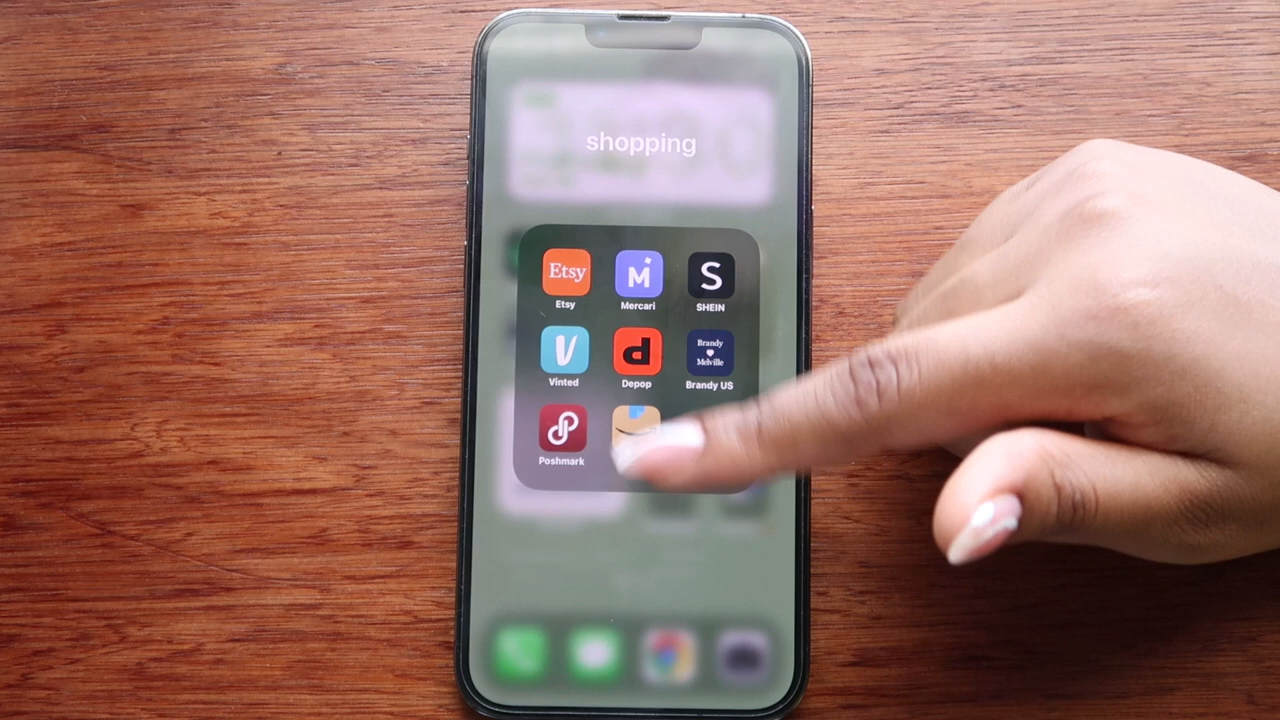 shopping
Etsy
M
S
Etsy
Mercari
SHEIN
V
d
Brandy
Melville
Vinted
Depop
Brandy US
Poshmark